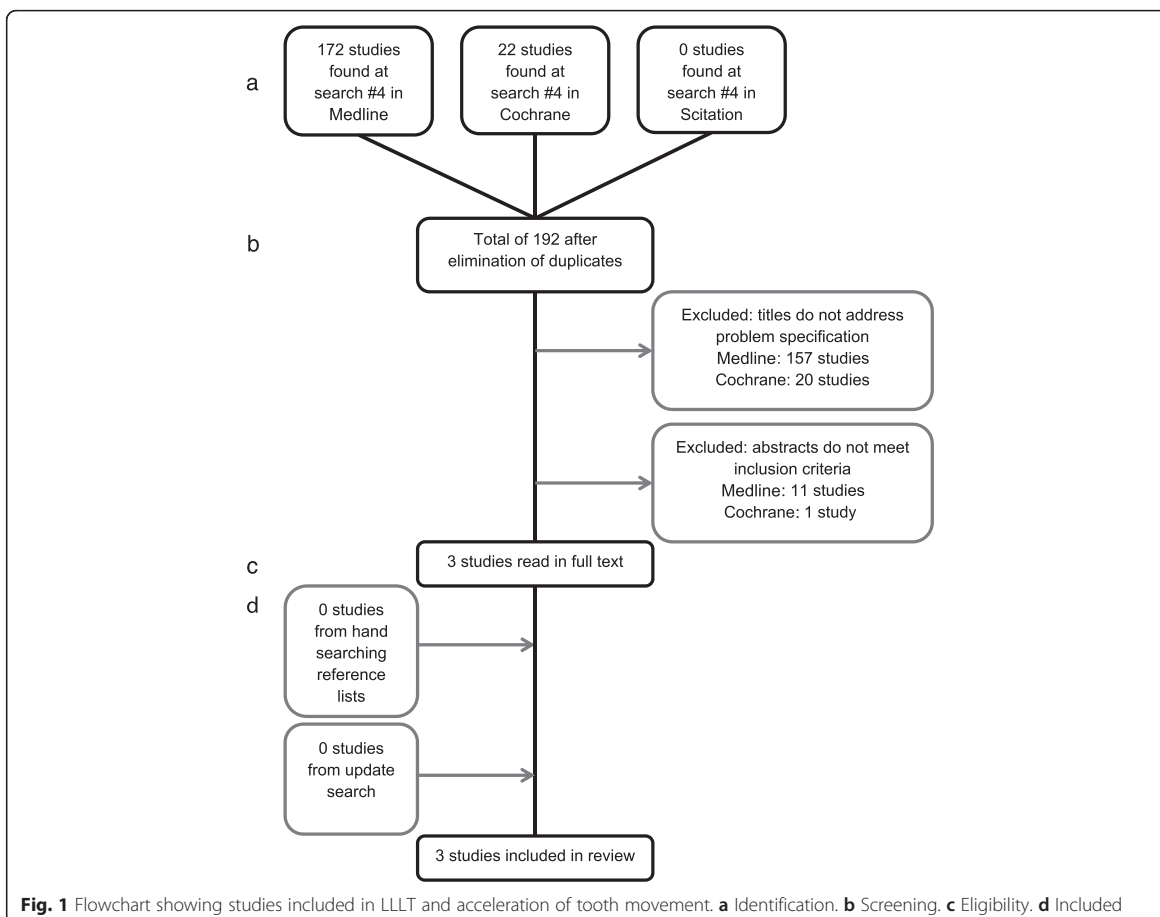 a
172 studies
found at
search #4 in
Medline
22 studies
found at
search #4 in
Cochrane
0 studies
found at
search #4 in
Scitation
b
Total of 192 after
elimination of duplicates
Excluded: titles do not address
problem specification
Medline: 157 studies
Cochrane: 20 studies
Excluded: abstracts do not meet
inclusion criteria
Medline: 11 studies
Cochrane: 1 study
c
3 studies read in full text
d
0 studies
from hand
searching
reference
lists
0 studies
from update
search
3 studies included in review
Fig. 1 Flowchart showing studies included in LLLT and acceleration of tooth movement. a Identification. b Screening. c Eligibility. d Included